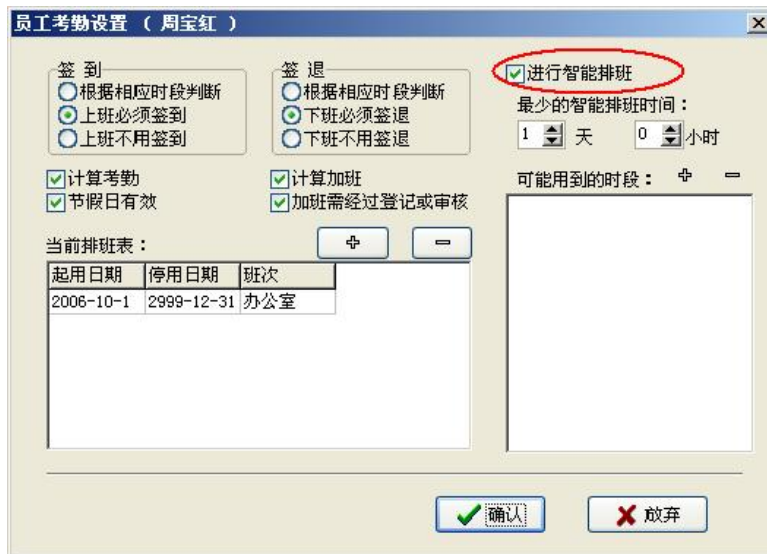 员工考勤设置 ( 周宝红 )
签 到
根据相应时段判断
上班必须签到
上班不用签到
签 退
根据相应时段判断
下班必须签退
下班不用签退
进行智能排班
最少的智能排班时间：
1 天 0 小时
计算考勤
节假日有效
计算加班
加班需经过登记或审核
可能用到的时段：
当前排班表：
起用日期 停用日期 班次
2006-10-1 2999-12-31 办公室
确认 放弃